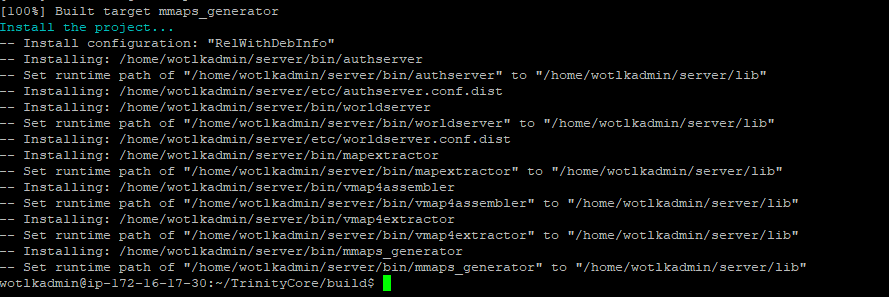 [100%] Built target mmaps_generator
Install the project...
-- Install configuration: "RelWithDebInfo"
-- Installing: /home/wotlkadmin/server/bin/authserver
-- Set runtime path of "/home/wotlkadmin/server/bin/authserver" to "/home/wotlkadmin/server/lib"
-- Installing: /home/wotlkadmin/server/etc/authserver.conf.dist
-- Installing: /home/wotlkadmin/server/bin/worldserver
-- Set runtime path of "/home/wotlkadmin/server/bin/worldserver" to "/home/wotlkadmin/server/lib"
-- Installing: /home/wotlkadmin/server/etc/worldserver.conf.dist
-- Installing: /home/wotlkadmin/server/bin/mapextractor
-- Set runtime path of "/home/wotlkadmin/server/bin/mapextractor" to "/home/wotlkadmin/server/lib"
-- Installing: /home/wotlkadmin/server/bin/vmap4assembler
-- Set runtime path of "/home/wotlkadmin/server/bin/vmap4assembler" to "/home/wotlkadmin/server/lib"
-- Installing: /home/wotlkadmin/server/bin/vmap4extractor
-- Set runtime path of "/home/wotlkadmin/server/bin/vmap4extractor" to "/home/wotlkadmin/server/lib"
-- Installing: /home/wotlkadmin/server/bin/mmaps_generator
-- Set runtime path of "/home/wotlkadmin/server/bin/mmaps_generator" to "/home/wotlkadmin/server/lib"
wotlkadmin@ip-172-16-17-30:~/TrinityCore/build$